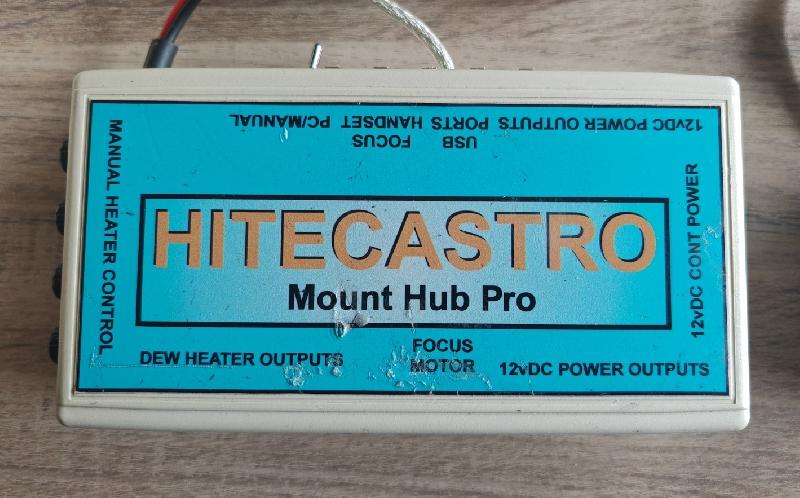 12vDC POWER OUTPUTS PORTS HANDSET PC/MANUAL
USB FOCUS
MANUAL HEATER CONTROL
HITECASTRO
Mount Hub Pro
12vDC CONT POWER
DEW HEATER OUTPUTS
FOCUS
MOTOR
12vDC POWER OUTPUTS